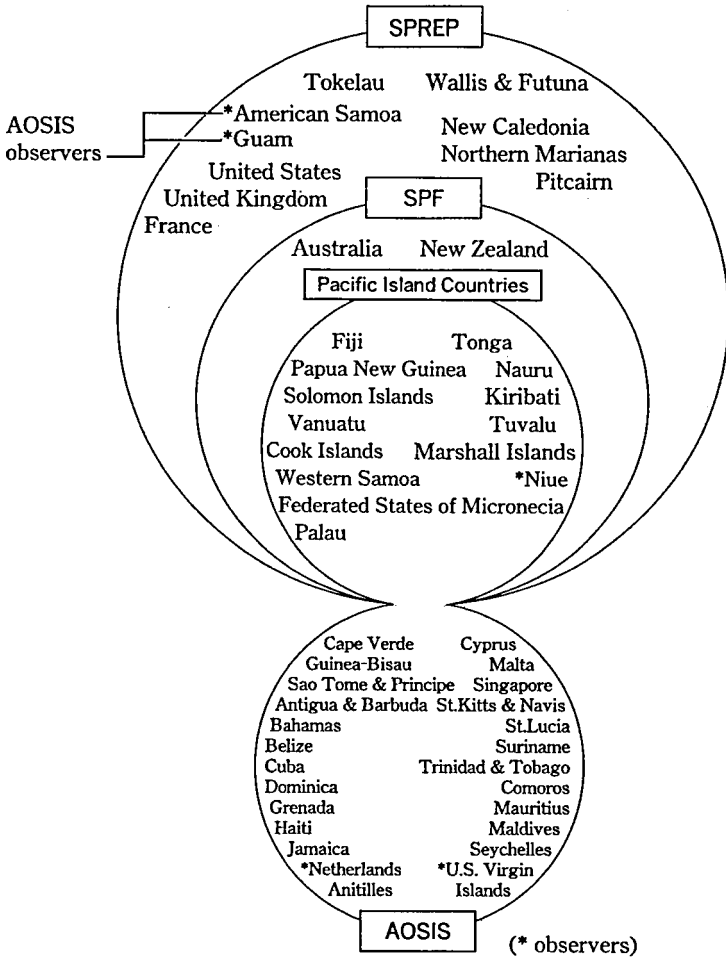 SPREP
Tokelau Wallis & Futuna
AOSIS observers
*American Samoa
*Guam
New Caledonia
Northern Marianas
Pitcairn
United States
United Kingdom
France
SPF
Australia New Zealand
Pacific Island Countries
Fiji Tonga
Papua New Guinea Nauru
Solomon Islands Kiribati
Vanuatu Tuvalu
Cook Islands Marshall Islands
Western Samoa *Niue
Federated States of Micronecia
Palau
Cape Verde Cyprus
Guinea-Bisau Malta
Sao Tome & Principe Singapore
Antigua & Barbuda St.Kitts & Navis
Bahamas St.Lucia
Belize Suriname
Cuba Trinidad & Tobago
Dominica Comoros
Grenada Mauritius
Haiti Maldives
Jamaica Seychelles
*Netherlands *U.S. Virgin
Anitilles Islands
AOSIS
(* observers)